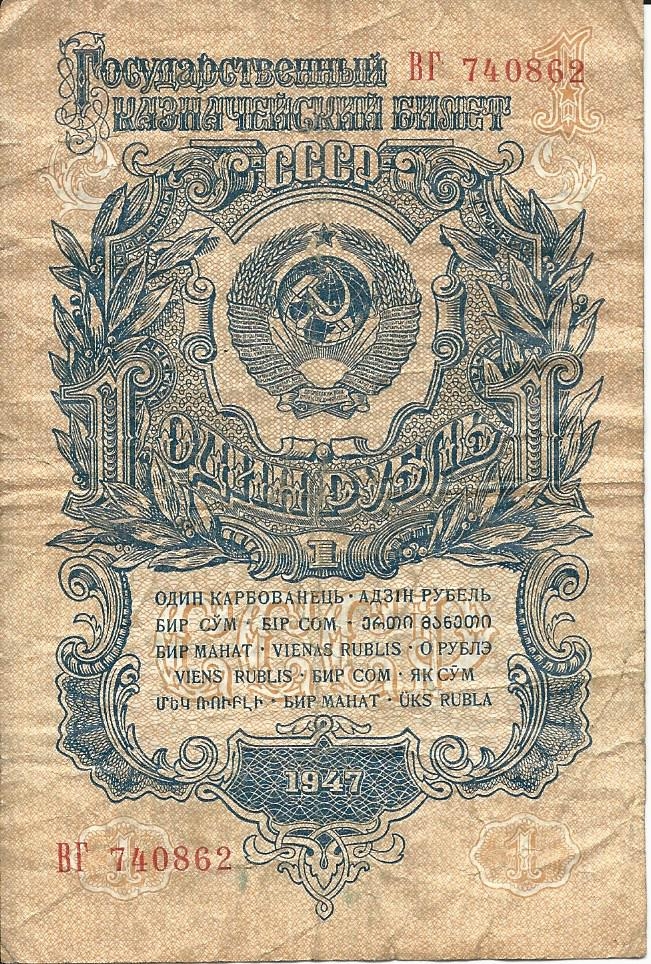 Государственный ВГ 740862
КАЗНАЧЕЙСКИЙ БИЛЕТ
СССР
1 1
ОДИН РУБЛЬ
1
ОДИН КАРБОВАНЕЦЬ · АДЗІН РУБЕЛЬ
БИР СЎМ · БІР СОМ · ᲔᲠᲗᲘ ᲛᲐᲜᲔᲗᲘ
БИР МАНАТ · VIENAS RUBLIS · О РУБЛЭ
VIENS RUBLIS · БИР СОМ · ЯК СӮМ
ՄԵԿ ՌՈՒԲԼԻ · БИР МАНАТ · ÜKS RUBLA
1947
ВГ 740862 1 1